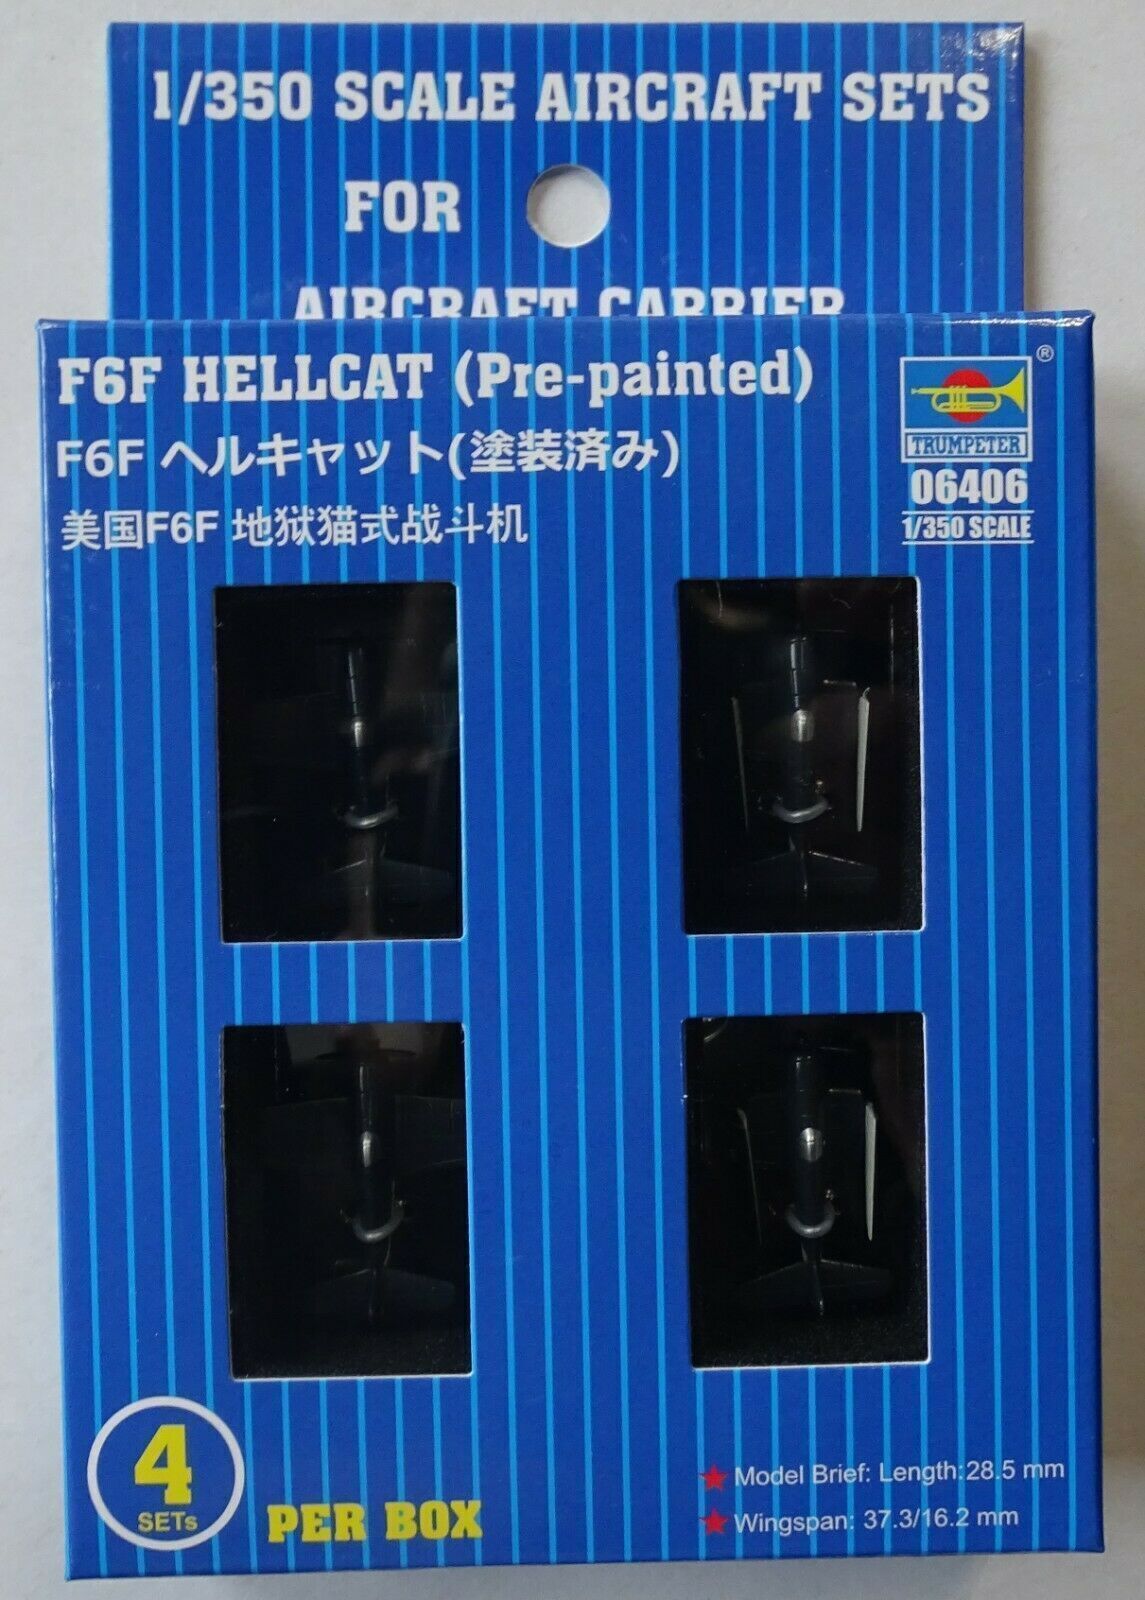 1/350 SCALE AIRCRAFT SETS
FOR
AIRCRAFT CARRIER
F6F HELLCAT (Pre-painted)
F6F ヘルキャット(塗装済み)
美国F6F 地狱猫式战斗机
®
TRUMPETER
06406
1/350 SCALE
4
SETs
PER BOX
★ Model Brief: Length:28.5 mm
★ Wingspan: 37.3/16.2 mm